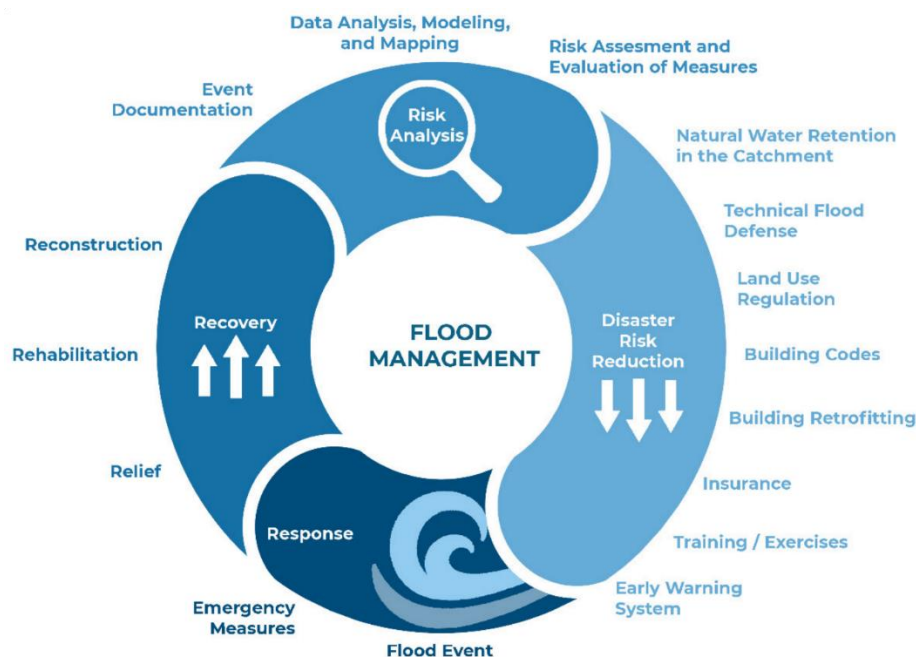 Data Analysis, Modeling,
and Mapping
Risk Assesment and
Evaluation of Measures
Event
Documentation
Risk
Analysis
Natural Water Retention
in the Catchment
Technical Flood
Defense
Reconstruction
Land Use
Regulation
Recovery
FLOOD
MANAGEMENT
Disaster
Risk
Reduction
Rehabilitation
Building Codes
Building Retrofitting
Relief
Insurance
Response
Training / Exercises
Early Warning
System
Emergency
Measures
Flood Event